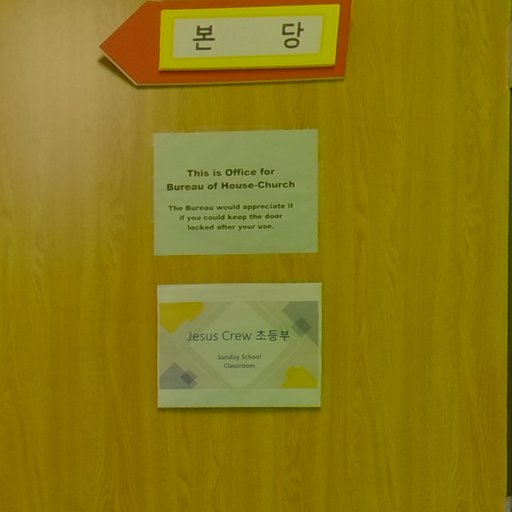 본 당
This is Office for
Bureau of House-Church
The Bureau would appreciate it
if you could keep the door
locked after your use.
Jesus Crew 초등부
Sunday School
Classroom